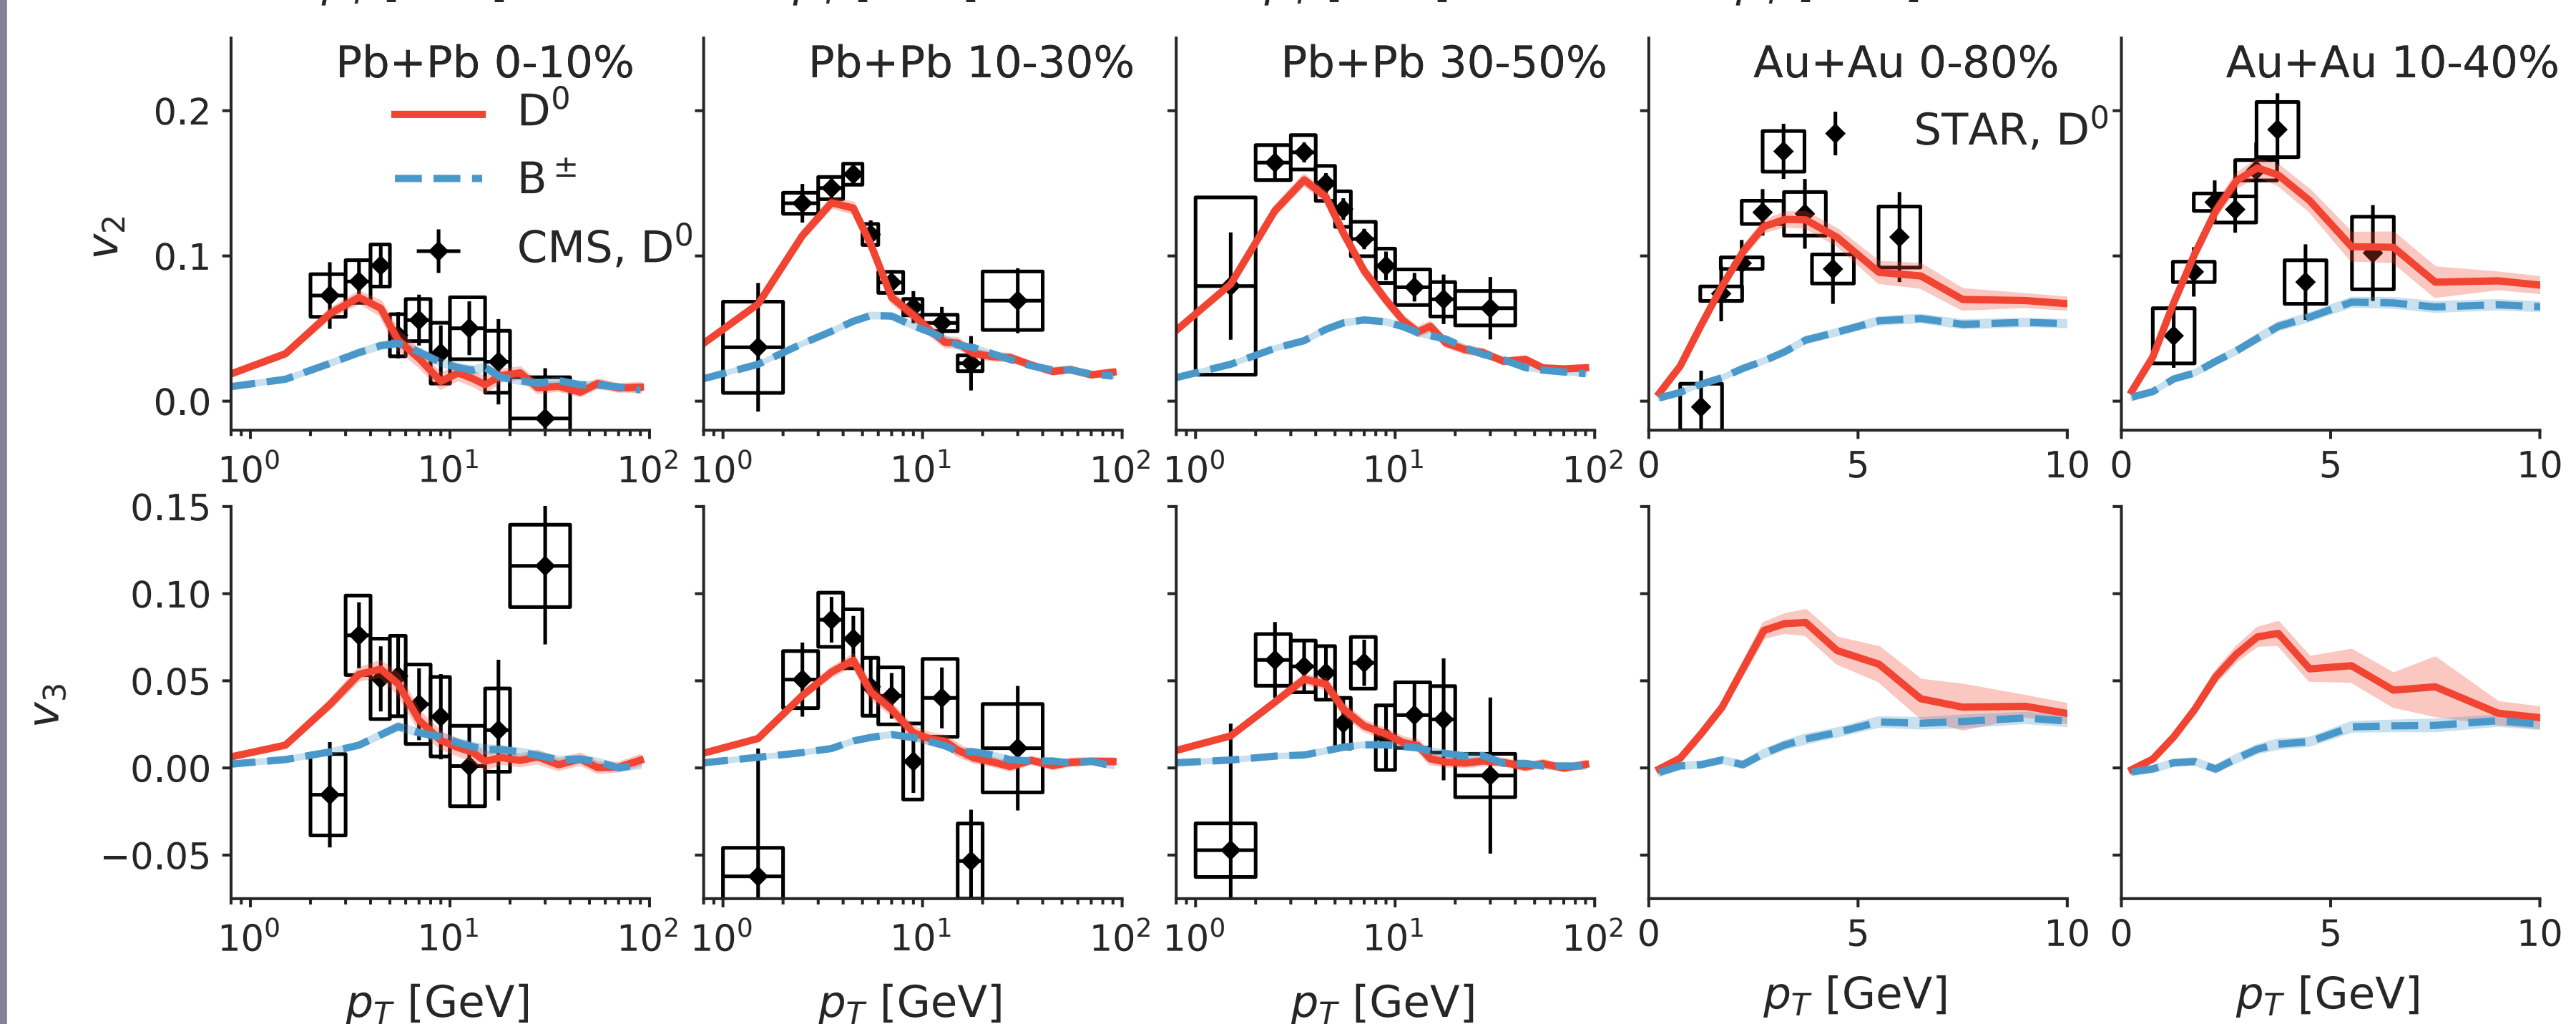 Pb+Pb 0-10% Pb+Pb 10-30% Pb+Pb 30-50% Au+Au 0-80% Au+Au 10-40%
D⁰
B±
CMS, D⁰
STAR, D⁰
v₂
0.2
0.1
0.0
10⁰ 10¹ 10² 10⁰ 10¹ 10² 10⁰ 10¹ 10² 0 5 10 0 5 10
v₃
0.15
0.10
0.05
0.00
−0.05
10⁰ 10¹ 10² 10⁰ 10¹ 10² 10⁰ 10¹ 10² 0 5 10 0 5 10
p_T [GeV] p_T [GeV] p_T [GeV] p_T [GeV] p_T [GeV]